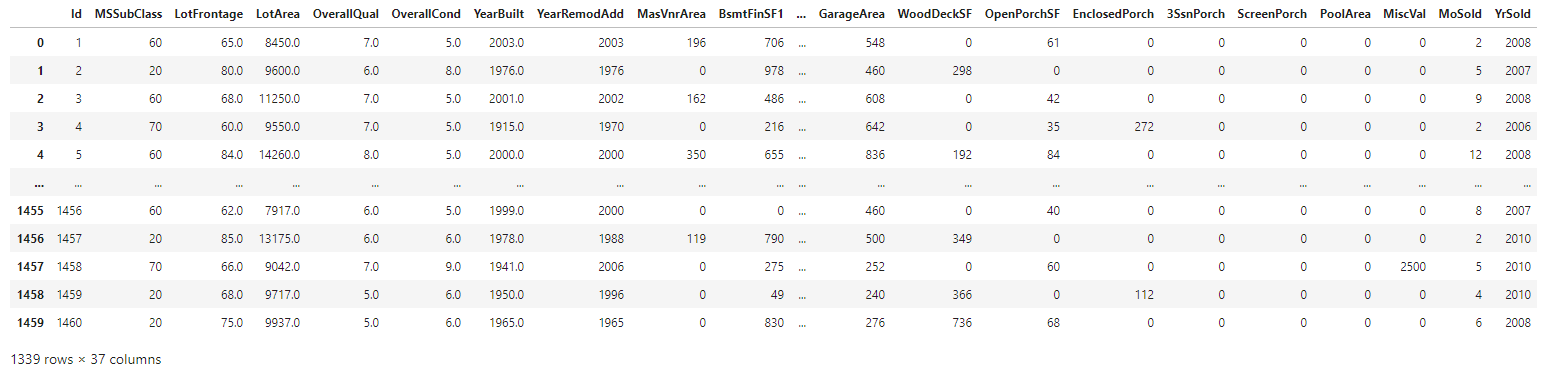 Id MSSubClass LotFrontage LotArea OverallQual OverallCond YearBuilt YearRemodAdd MasVnrArea BsmtFinSF1 ... GarageArea WoodDeckSF OpenPorchSF EnclosedPorch 3SsnPorch ScreenPorch PoolArea MiscVal MoSold YrSold
0 1 60 65.0 8450.0 7.0 5.0 2003.0 2003 196 706 ... 548 0 61 0 0 0 0 0 2 2008
1 2 20 80.0 9600.0 6.0 8.0 1976.0 1976 0 978 ... 460 298 0 0 0 0 0 0 5 2007
2 3 60 68.0 11250.0 7.0 5.0 2001.0 2002 162 486 ... 608 0 42 0 0 0 0 0 9 2008
3 4 70 60.0 9550.0 7.0 5.0 1915.0 1970 0 216 ... 642 0 35 272 0 0 0 0 2 2006
4 5 60 84.0 14260.0 8.0 5.0 2000.0 2000 350 655 ... 836 192 84 0 0 0 0 0 12 2008
... ... ... ... ... ... ... ... ... ... ... ... ... ... ... ... ... ... ... ... ... ...
1455 1456 60 62.0 7917.0 6.0 5.0 1999.0 2000 0 0 ... 460 0 40 0 0 0 0 0 8 2007
1456 1457 20 85.0 13175.0 6.0 6.0 1978.0 1988 119 790 ... 500 349 0 0 0 0 0 0 2 2010
1457 1458 70 66.0 9042.0 7.0 9.0 1941.0 2006 0 275 ... 252 0 60 0 0 0 0 2500 5 2010
1458 1459 20 68.0 9717.0 5.0 6.0 1950.0 1996 0 49 ... 240 366 0 112 0 0 0 0 4 2010
1459 1460 20 75.0 9937.0 5.0 6.0 1965.0 1965 0 830 ... 276 736 68 0 0 0 0 0 6 2008
1339 rows × 37 columns